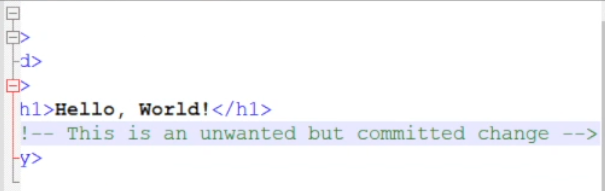 >
d>
>
h1>Hello, World!</h1>
!-- This is an unwanted but committed change -->
y>